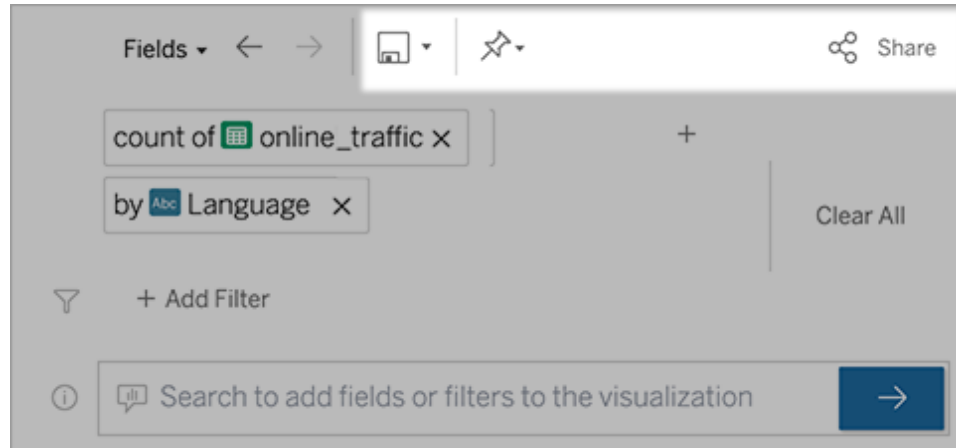 Fields
Share
count of online_traffic ×
by Abc Language ×
Clear All
+ Add Filter
Search to add fields or filters to the visualization